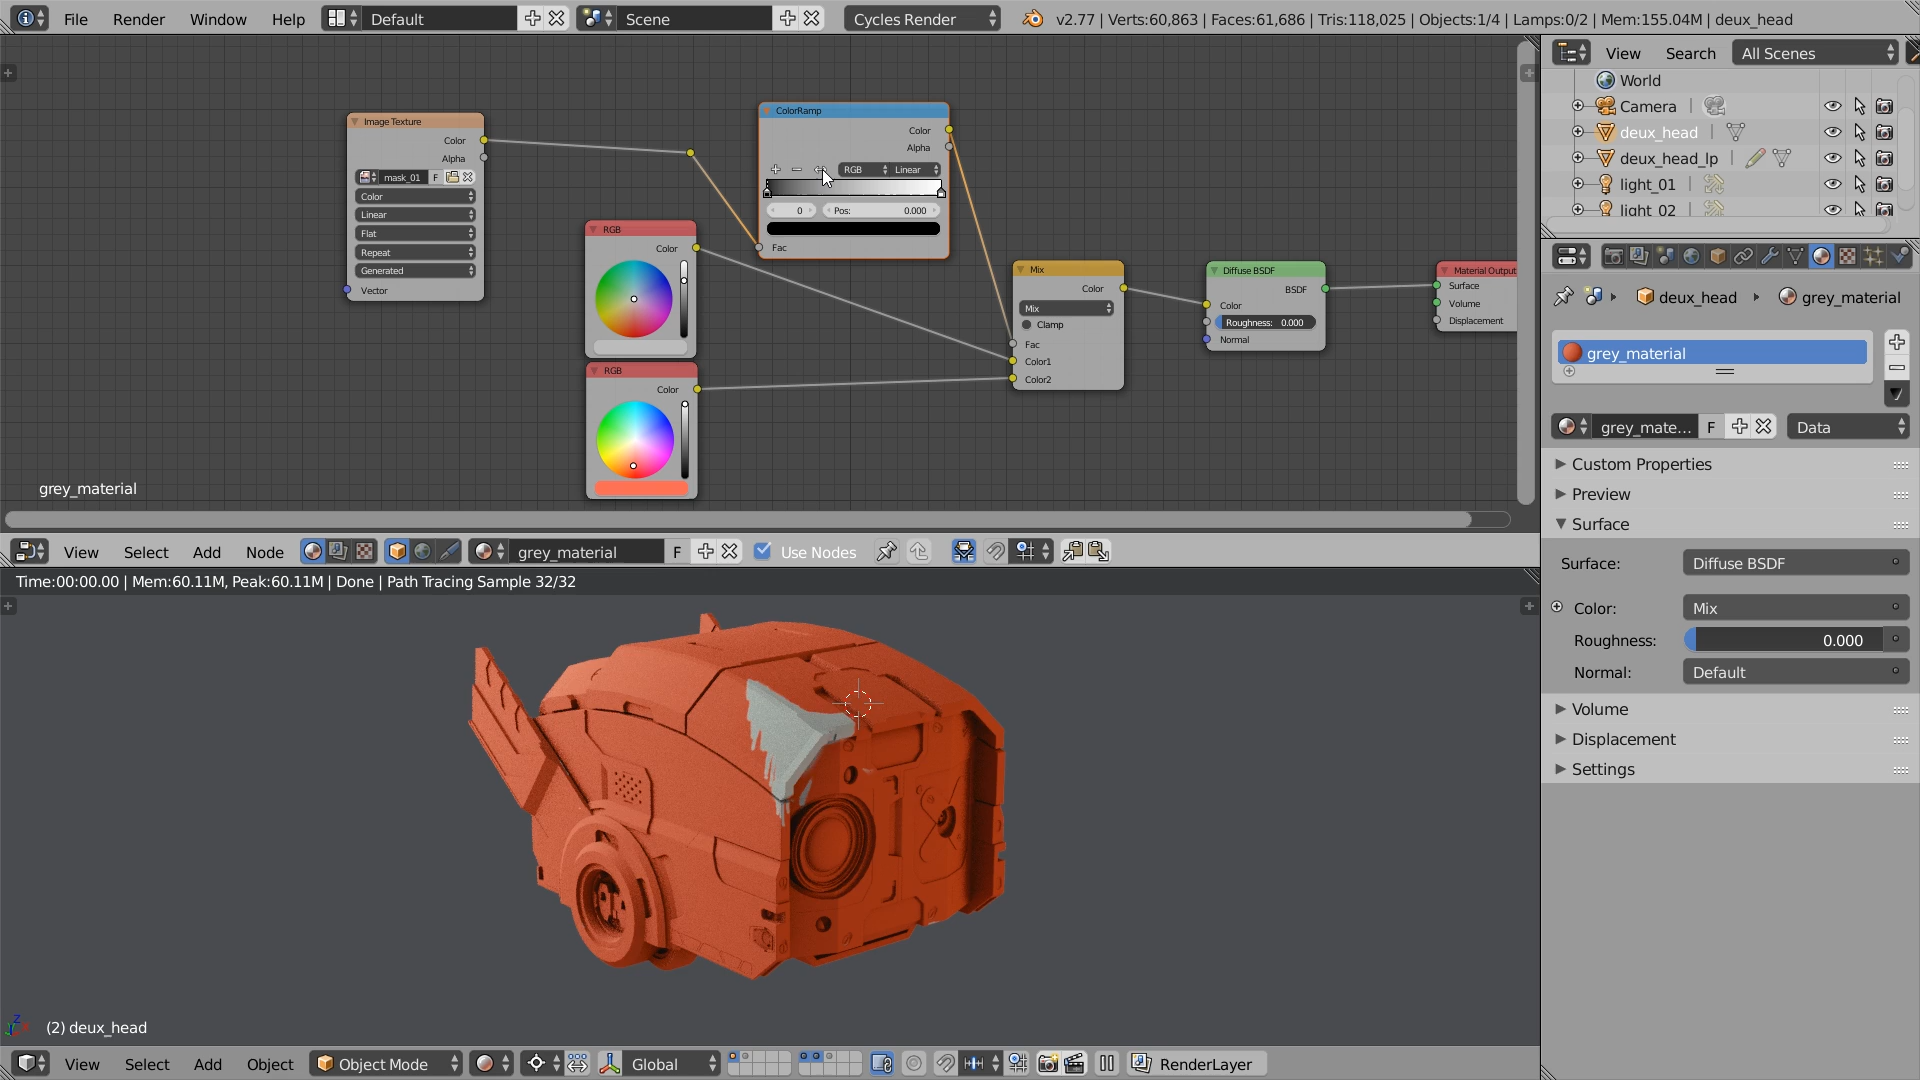 File Render Window Help Default Scene Cycles Render v2.77 | Verts:60,863 | Faces:61,686 | Tris:118,025 | Objects:1/4 | Lamps:0/2 | Mem:155.04M | deux_head
View Search All Scenes
World
Camera
deux_head
deux_head_lp
light_01
light_02
Image Texture
Color
Alpha
mask_01 F
Color
Linear
Flat
Repeat
Generated
Vector
RGB
Color
RGB
Color
ColorRamp
Color
Alpha
RGB Linear
0 Pos: 0.000
Fac
Mix
Color
Mix
Clamp
Fac
Color1
Color2
Diffuse BSDF
BSDF
Color
Roughness: 0.000
Normal
Material Output
Surface
Volume
Displacement
grey_material
View Select Add Node grey_material F Use Nodes
Time:00:00.00 | Mem:60.11M, Peak:60.11M | Done | Path Tracing Sample 32/32
(2) deux_head
View Select Add Object Object Mode Global RenderLayer
deux_head grey_material
grey_material
grey_mate... F Data
Custom Properties
Preview
Surface
Surface: Diffuse BSDF
Color: Mix
Roughness: 0.000
Normal: Default
Volume
Displacement
Settings